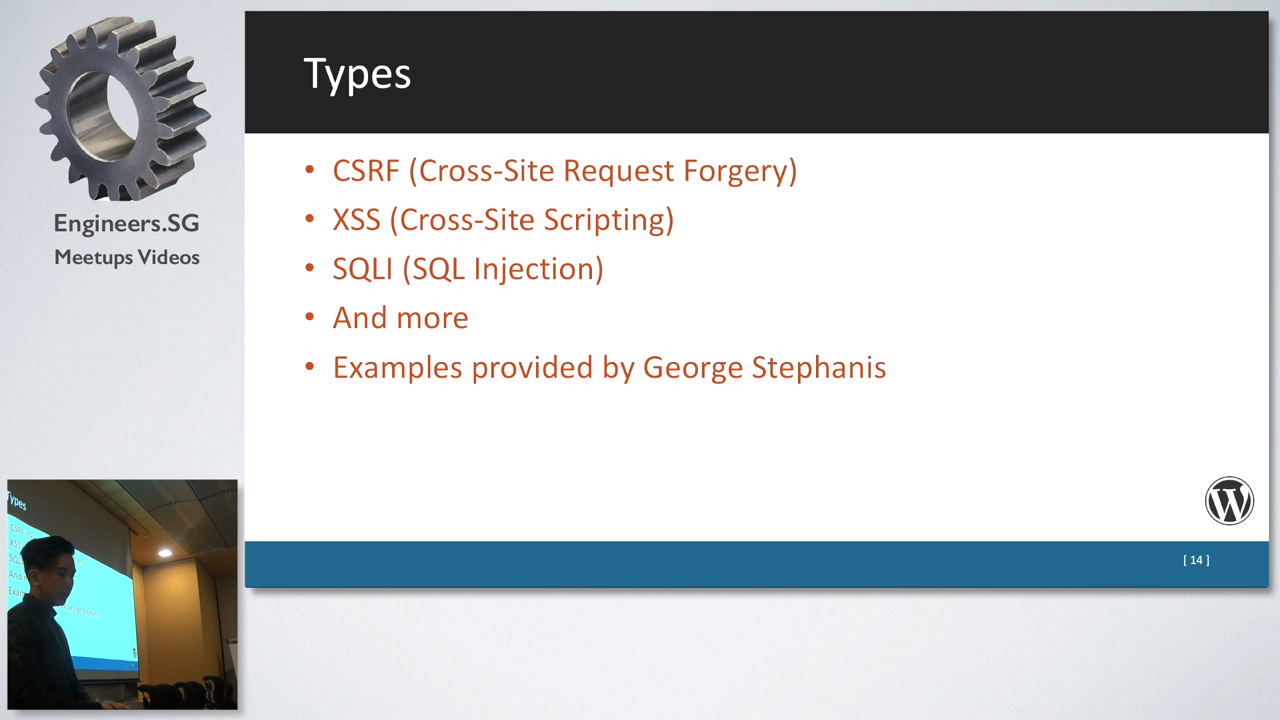 Engineers.SG
Meetups Videos
Types
• CSRF (Cross-Site Request Forgery)
• XSS (Cross-Site Scripting)
• SQLI (SQL Injection)
• And more
• Examples provided by George Stephanis
[ 14 ]
Types